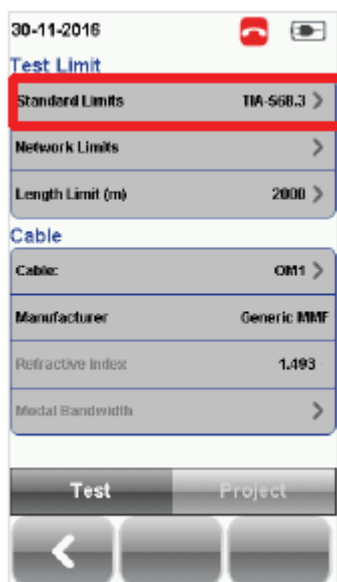 30-11-2016
Test Limit
Standard Limits TIA-568.3
Network Limits
Length Limit (m) 2000
Cable
Cable: OM1
Manufacturer Generic MMF
Refractive Index 1.493
Modal Bandwidth
Test Project